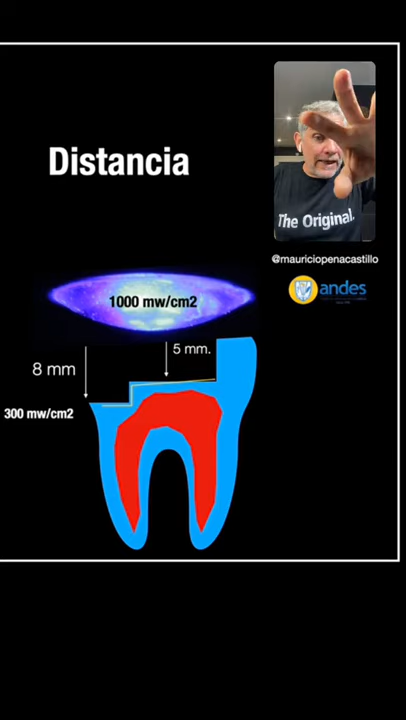 Distancia
The Original.
@mauriciopenacastillo
andes
1000 mw/cm2
8 mm
5 mm.
300 mw/cm2